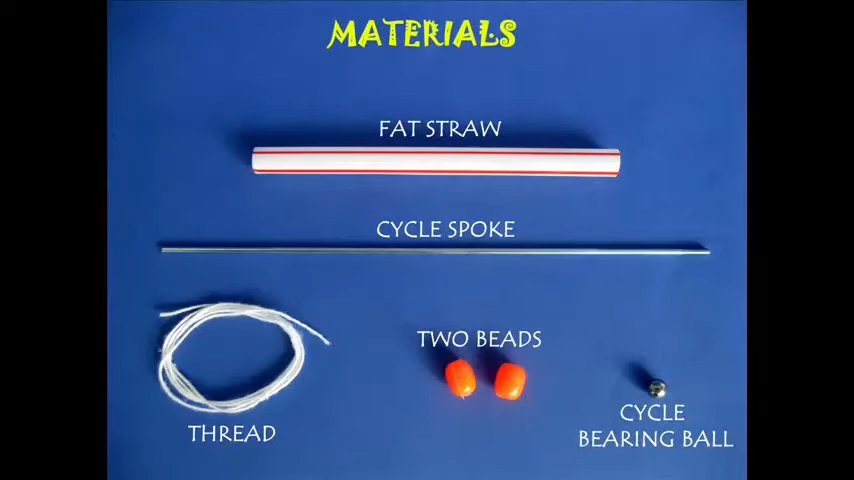 MATERIALS
FAT STRAW
CYCLE SPOKE
TWO BEADS
THREAD
CYCLE
BEARING BALL